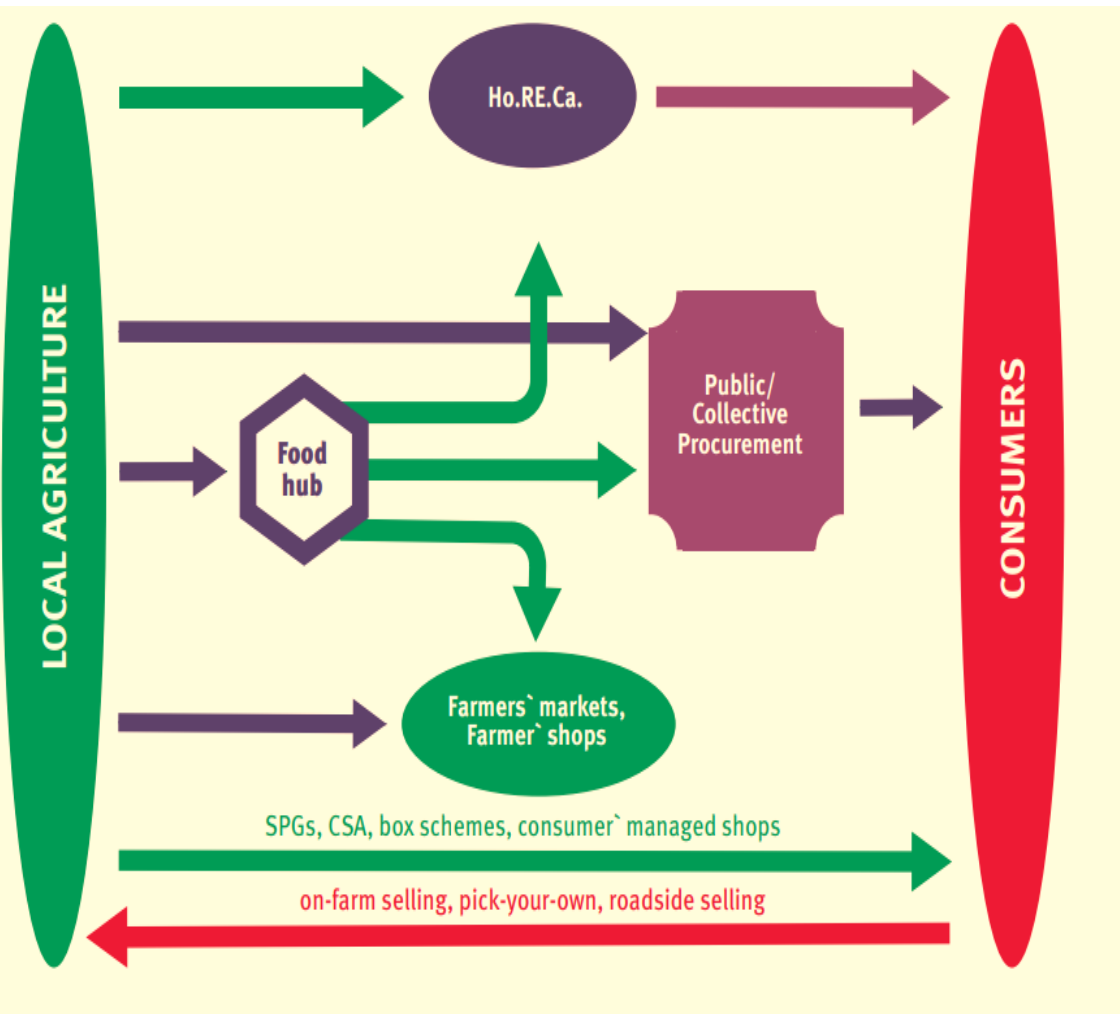 Ho.RE.Ca.
LOCAL AGRICULTURE
Public/
Collective
Procurement
CONSUMERS
Food
hub
Farmers` markets,
Farmer` shops
SPGs, CSA, box schemes, consumer` managed shops
on-farm selling, pick-your-own, roadside selling